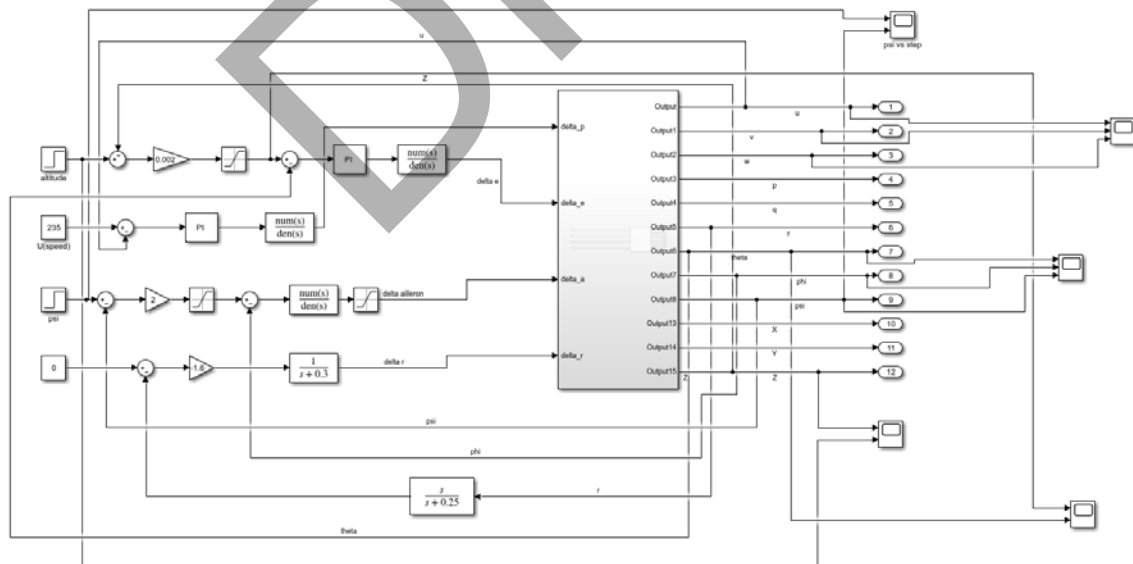 psi vs step
u
Z
Output
delta_p
u
1
Output1
v
2
Output2
w
3
altitude
0.002
PI
num(s)
den(s)
delta e
Output3
p
4
delta_e
Output4
q
5
235
U(speed)
PI
num(s)
den(s)
Output5
r
6
Output6
theta
7
Output7
phi
8
delta_a
psi
2
num(s)
den(s)
delta aileron
Output8
psi
9
Output13
X
10
Output14
Y
11
0
-1.6
1
s + 0.3
delta r
delta_r
Output15
Z
Z
12
psi
phi
s
s + 0.25
r
theta